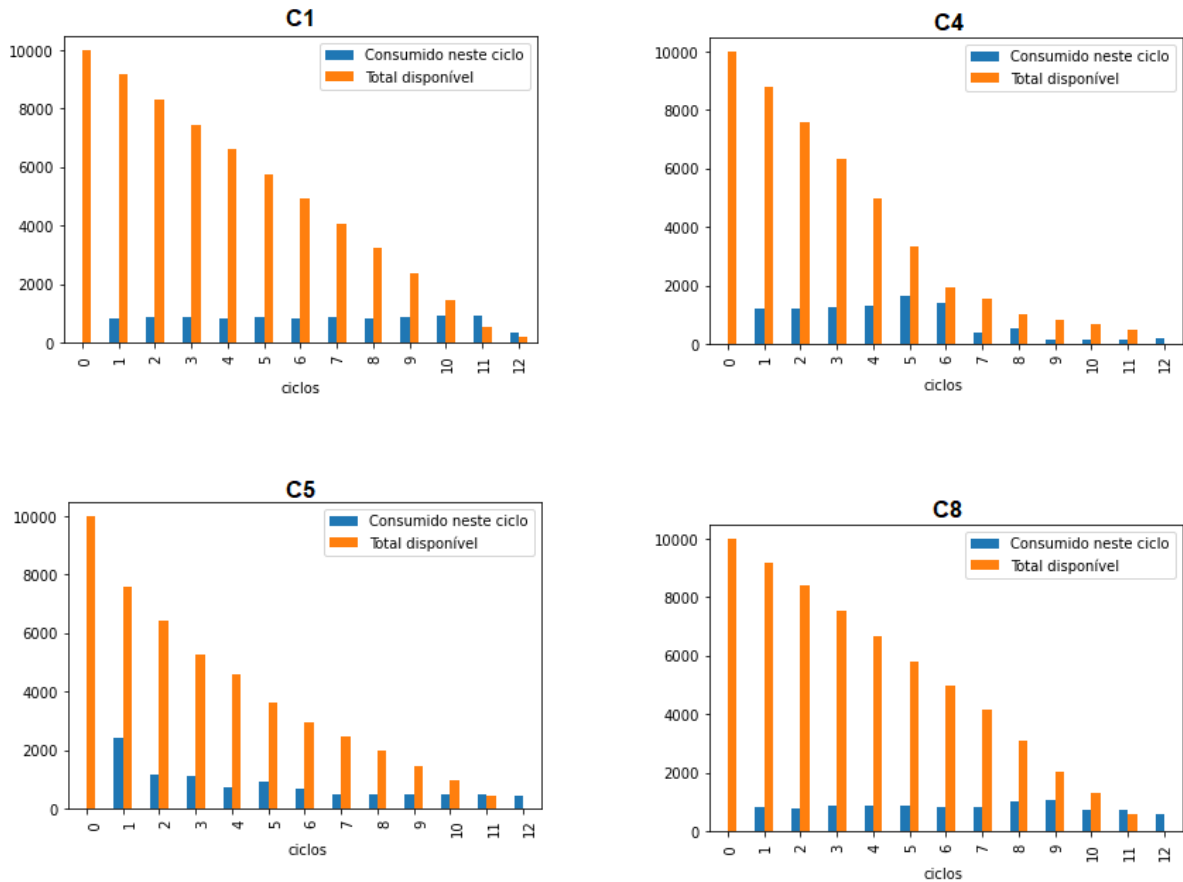 C1
Consumido neste ciclo
Total disponível
10000
8000
6000
4000
2000
0
0 1 2 3 4 5 6 7 8 9 10 11 12
ciclos
C4
Consumido neste ciclo
Total disponível
10000
8000
6000
4000
2000
0
0 1 2 3 4 5 6 7 8 9 10 11 12
ciclos
C5
Consumido neste ciclo
Total disponível
10000
8000
6000
4000
2000
0
0 1 2 3 4 5 6 7 8 9 10 11 12
ciclos
C8
Consumido neste ciclo
Total disponível
10000
8000
6000
4000
2000
0
0 1 2 3 4 5 6 7 8 9 10 11 12
ciclos